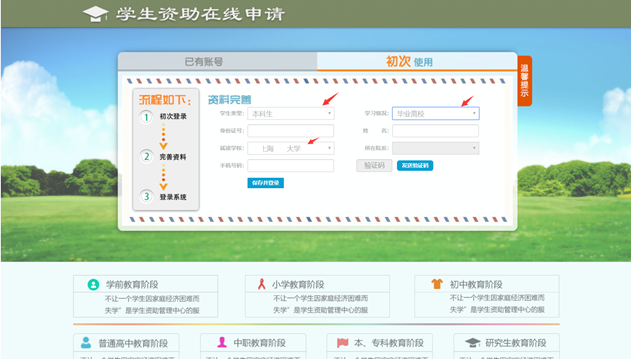 学生资助在线申请
已有账号
初次 使用
温馨提示
流程如下:
资料完善
1 初次登录
学生类型: 本科生
学习情况: 毕业离校
身份证号:
姓 名:
2 完善资料
就读学校: 上海 大学
所在院系:
手机号码:
验证码
发送验证码
保存并登录
3 登录系统
学前教育阶段
小学教育阶段
初中教育阶段
不让一个学生因家庭经济困难而
失学”是学生资助管理中心的服
不让一个学生因家庭经济困难而
失学”是学生资助管理中心的服
不让一个学生因家庭经济困难而
失学”是学生资助管理中心的服
普通高中教育阶段
中职教育阶段
本、专科教育阶段
研究生教育阶段